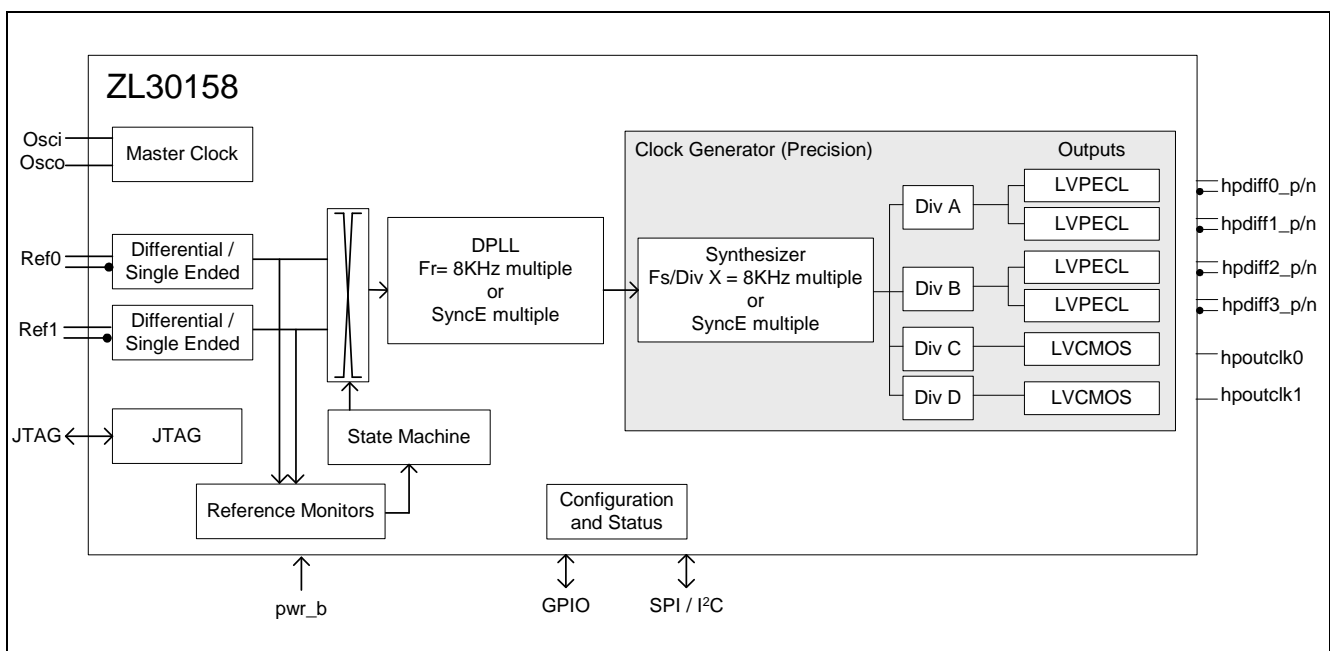 ZL30158
Osci
Osco
Master Clock
Ref0
Differential /
Single Ended
Ref1
Differential /
Single Ended
JTAG
JTAG
DPLL
Fr= 8KHz multiple
or
SyncE multiple
State Machine
Reference Monitors
pwr_b
Configuration
and Status
GPIO
SPI / I²C
Clock Generator (Precision)
Outputs
Synthesizer
Fs/Div X = 8KHz multiple
or
SyncE multiple
Div A
Div B
Div C
Div D
LVPECL
LVPECL
LVPECL
LVPECL
LVCMOS
LVCMOS
hpdiff0_p/n
hpdiff1_p/n
hpdiff2_p/n
hpdiff3_p/n
hpoutclk0
hpoutclk1